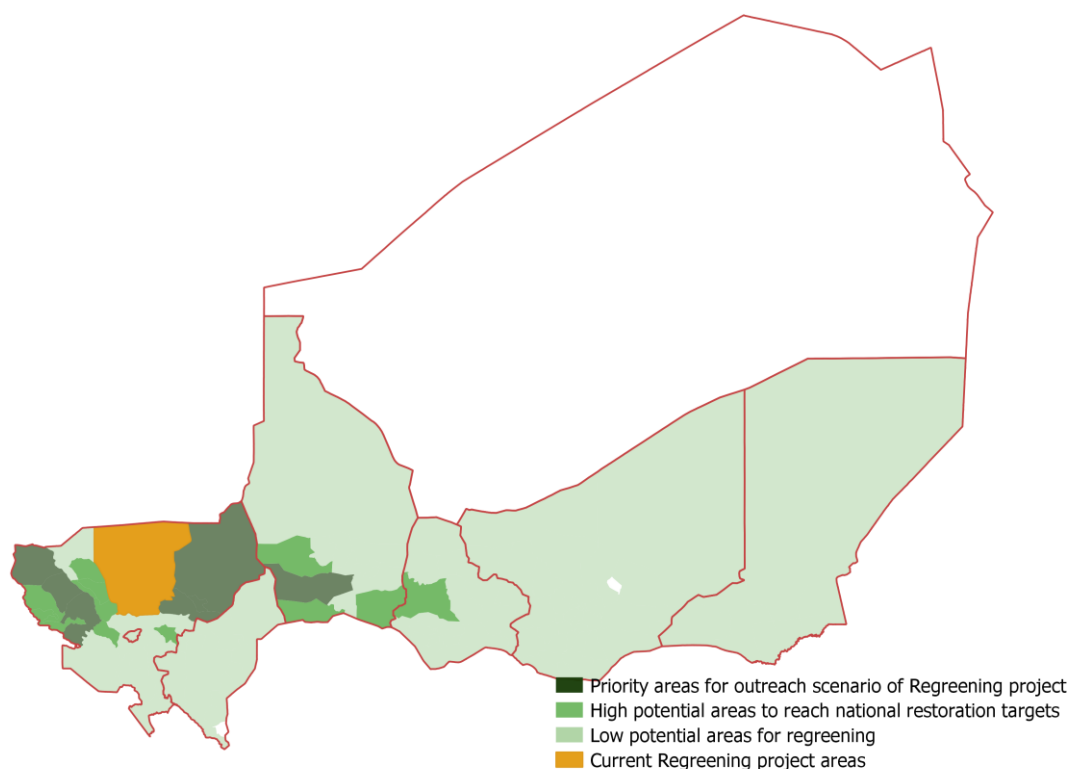 Priority areas for outreach scenario of Regreening project
High potential areas to reach national restoration targets
Low potential areas for regreening
Current Regreening project areas